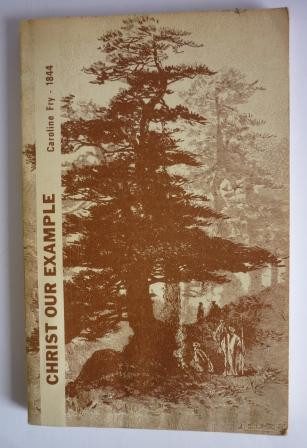 CHRIST OUR EXAMPLE
Caroline Fry - 1844